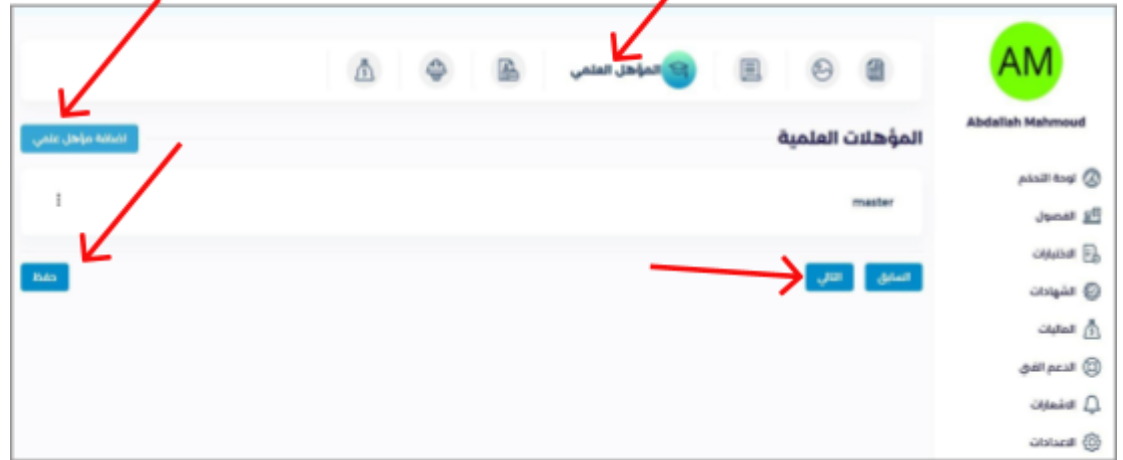 AM
Abdallah Mahmoud
لوحة التحكم
الفصول
الاختبارات
الشهادات
الماليات
الدعم الفني
الاشعارات
الاعدادات
المؤهل العلمي
المؤهلات العلمية
اضافة مؤهل علمي
master
السابق
التالي
حفظ